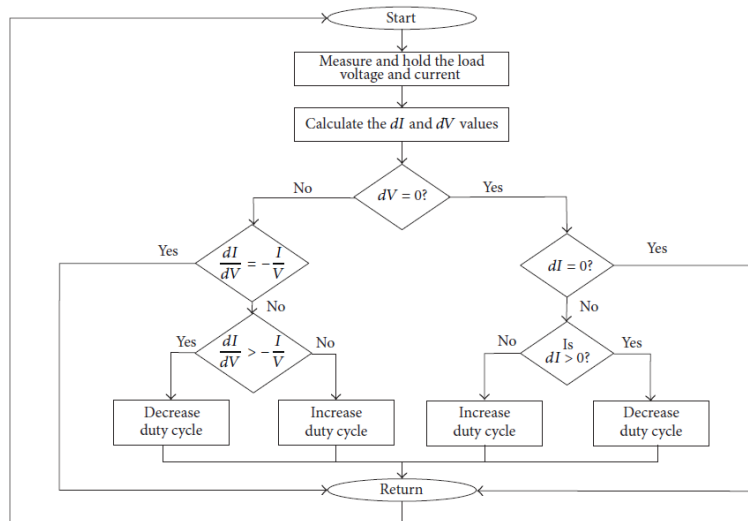 Start
Measure and hold the load
voltage and current
Calculate the dI and dV values
No
dV = 0?
Yes
Yes
dI/dV = −I/V
No
dI = 0?
Yes
No
Yes
dI/dV > −I/V
No
No
Is
dI > 0?
Yes
Decrease
duty cycle
Increase
duty cycle
Increase
duty cycle
Decrease
duty cycle
Return